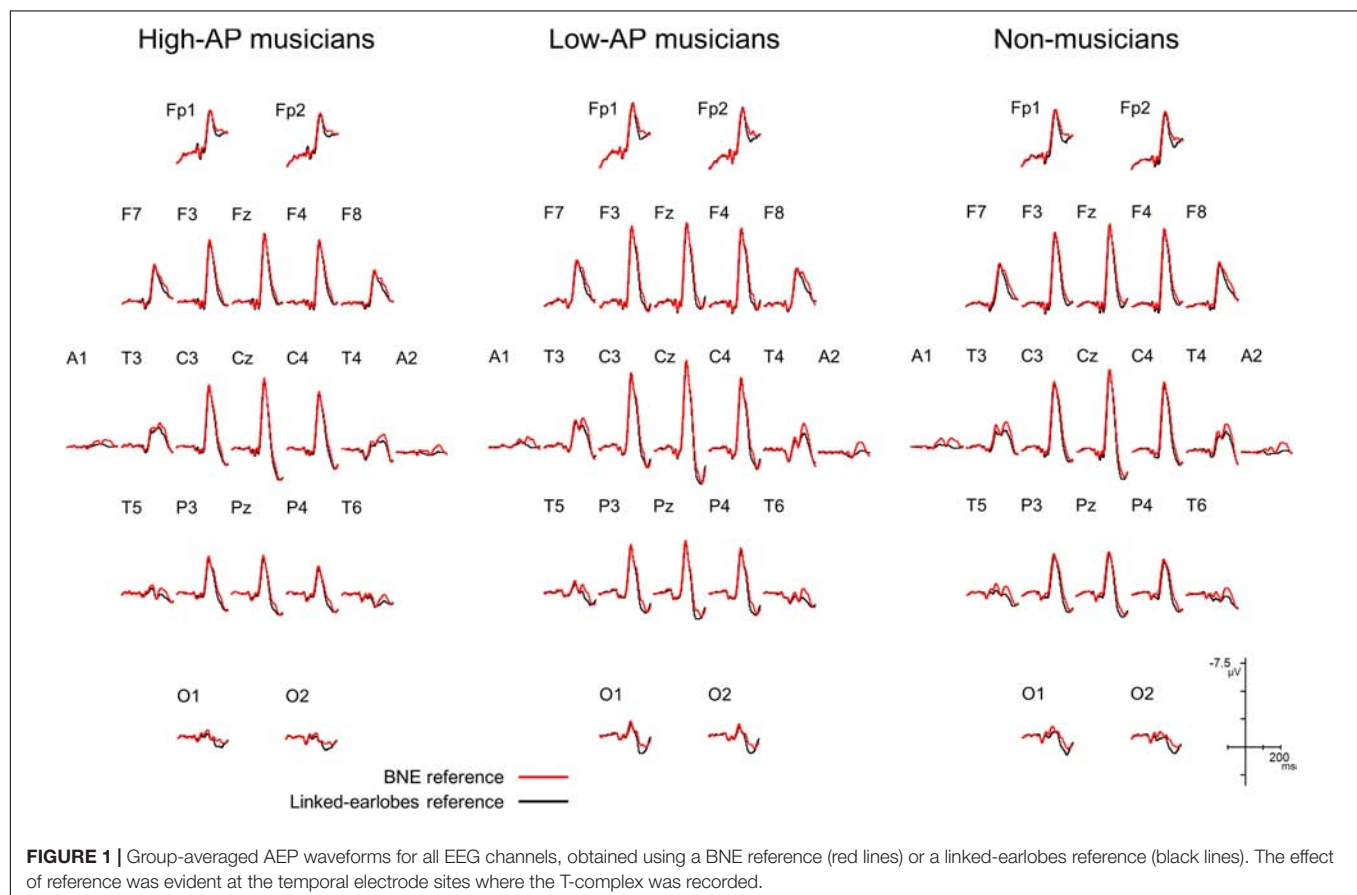 High-AP musicians Low-AP musicians Non-musicians
Fp1 Fp2 Fp1 Fp2 Fp1 Fp2
F7 F3 Fz F4 F8 F7 F3 Fz F4 F8 F7 F3 Fz F4 F8
A1 T3 C3 Cz C4 T4 A2 A1 T3 C3 Cz C4 T4 A2 A1 T3 C3 Cz C4 T4 A2
T5 P3 Pz P4 T6 T5 P3 Pz P4 T6 T5 P3 Pz P4 T6
-7.5
µV
O1 O2 O1 O2 O1 O2
200
ms
BNE reference
Linked-earlobes reference
FIGURE 1 | Group-averaged AEP waveforms for all EEG channels, obtained using a BNE reference (red lines) or a linked-earlobes reference (black lines). The effect
of reference was evident at the temporal electrode sites where the T-complex was recorded.